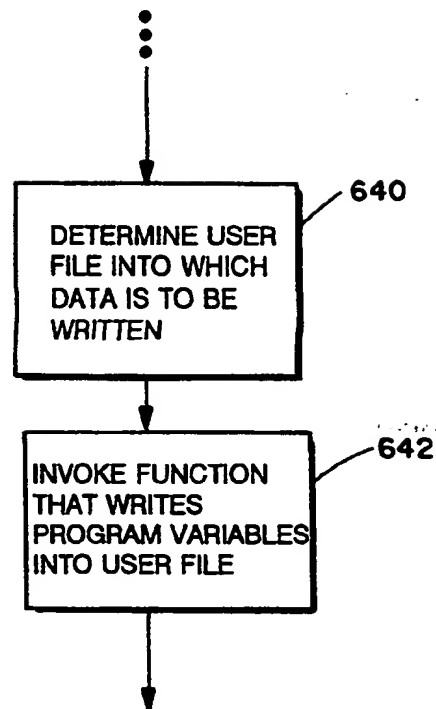 640
DETERMINE USER
FILE INTO WHICH
DATA IS TO BE
WRITTEN
642
INVOKE FUNCTION
THAT WRITES
PROGRAM VARIABLES
INTO USER FILE